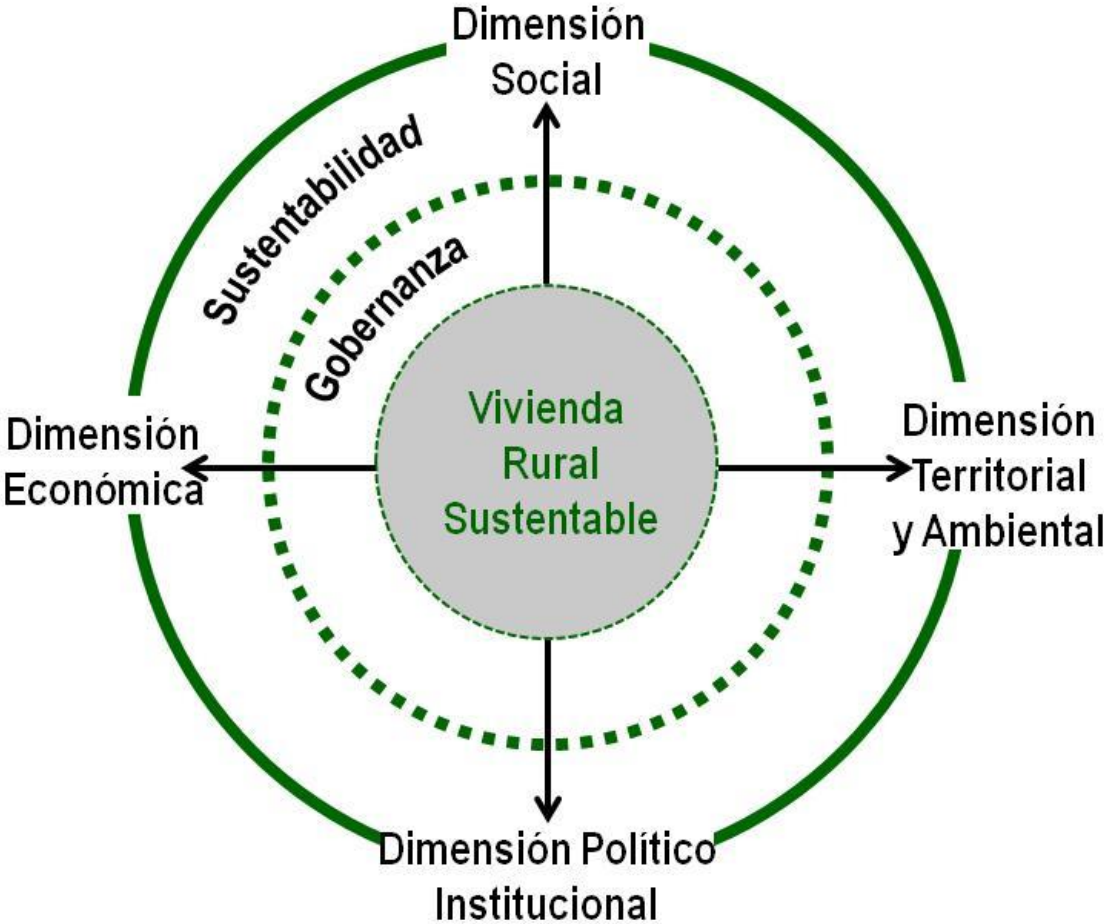 Dimensión
Social
Sustentabilidad
Gobernanza
Dimensión
Económica
Vivienda
Rural
Sustentable
Dimensión
Territorial
y Ambiental
Dimensión Político
Institucional